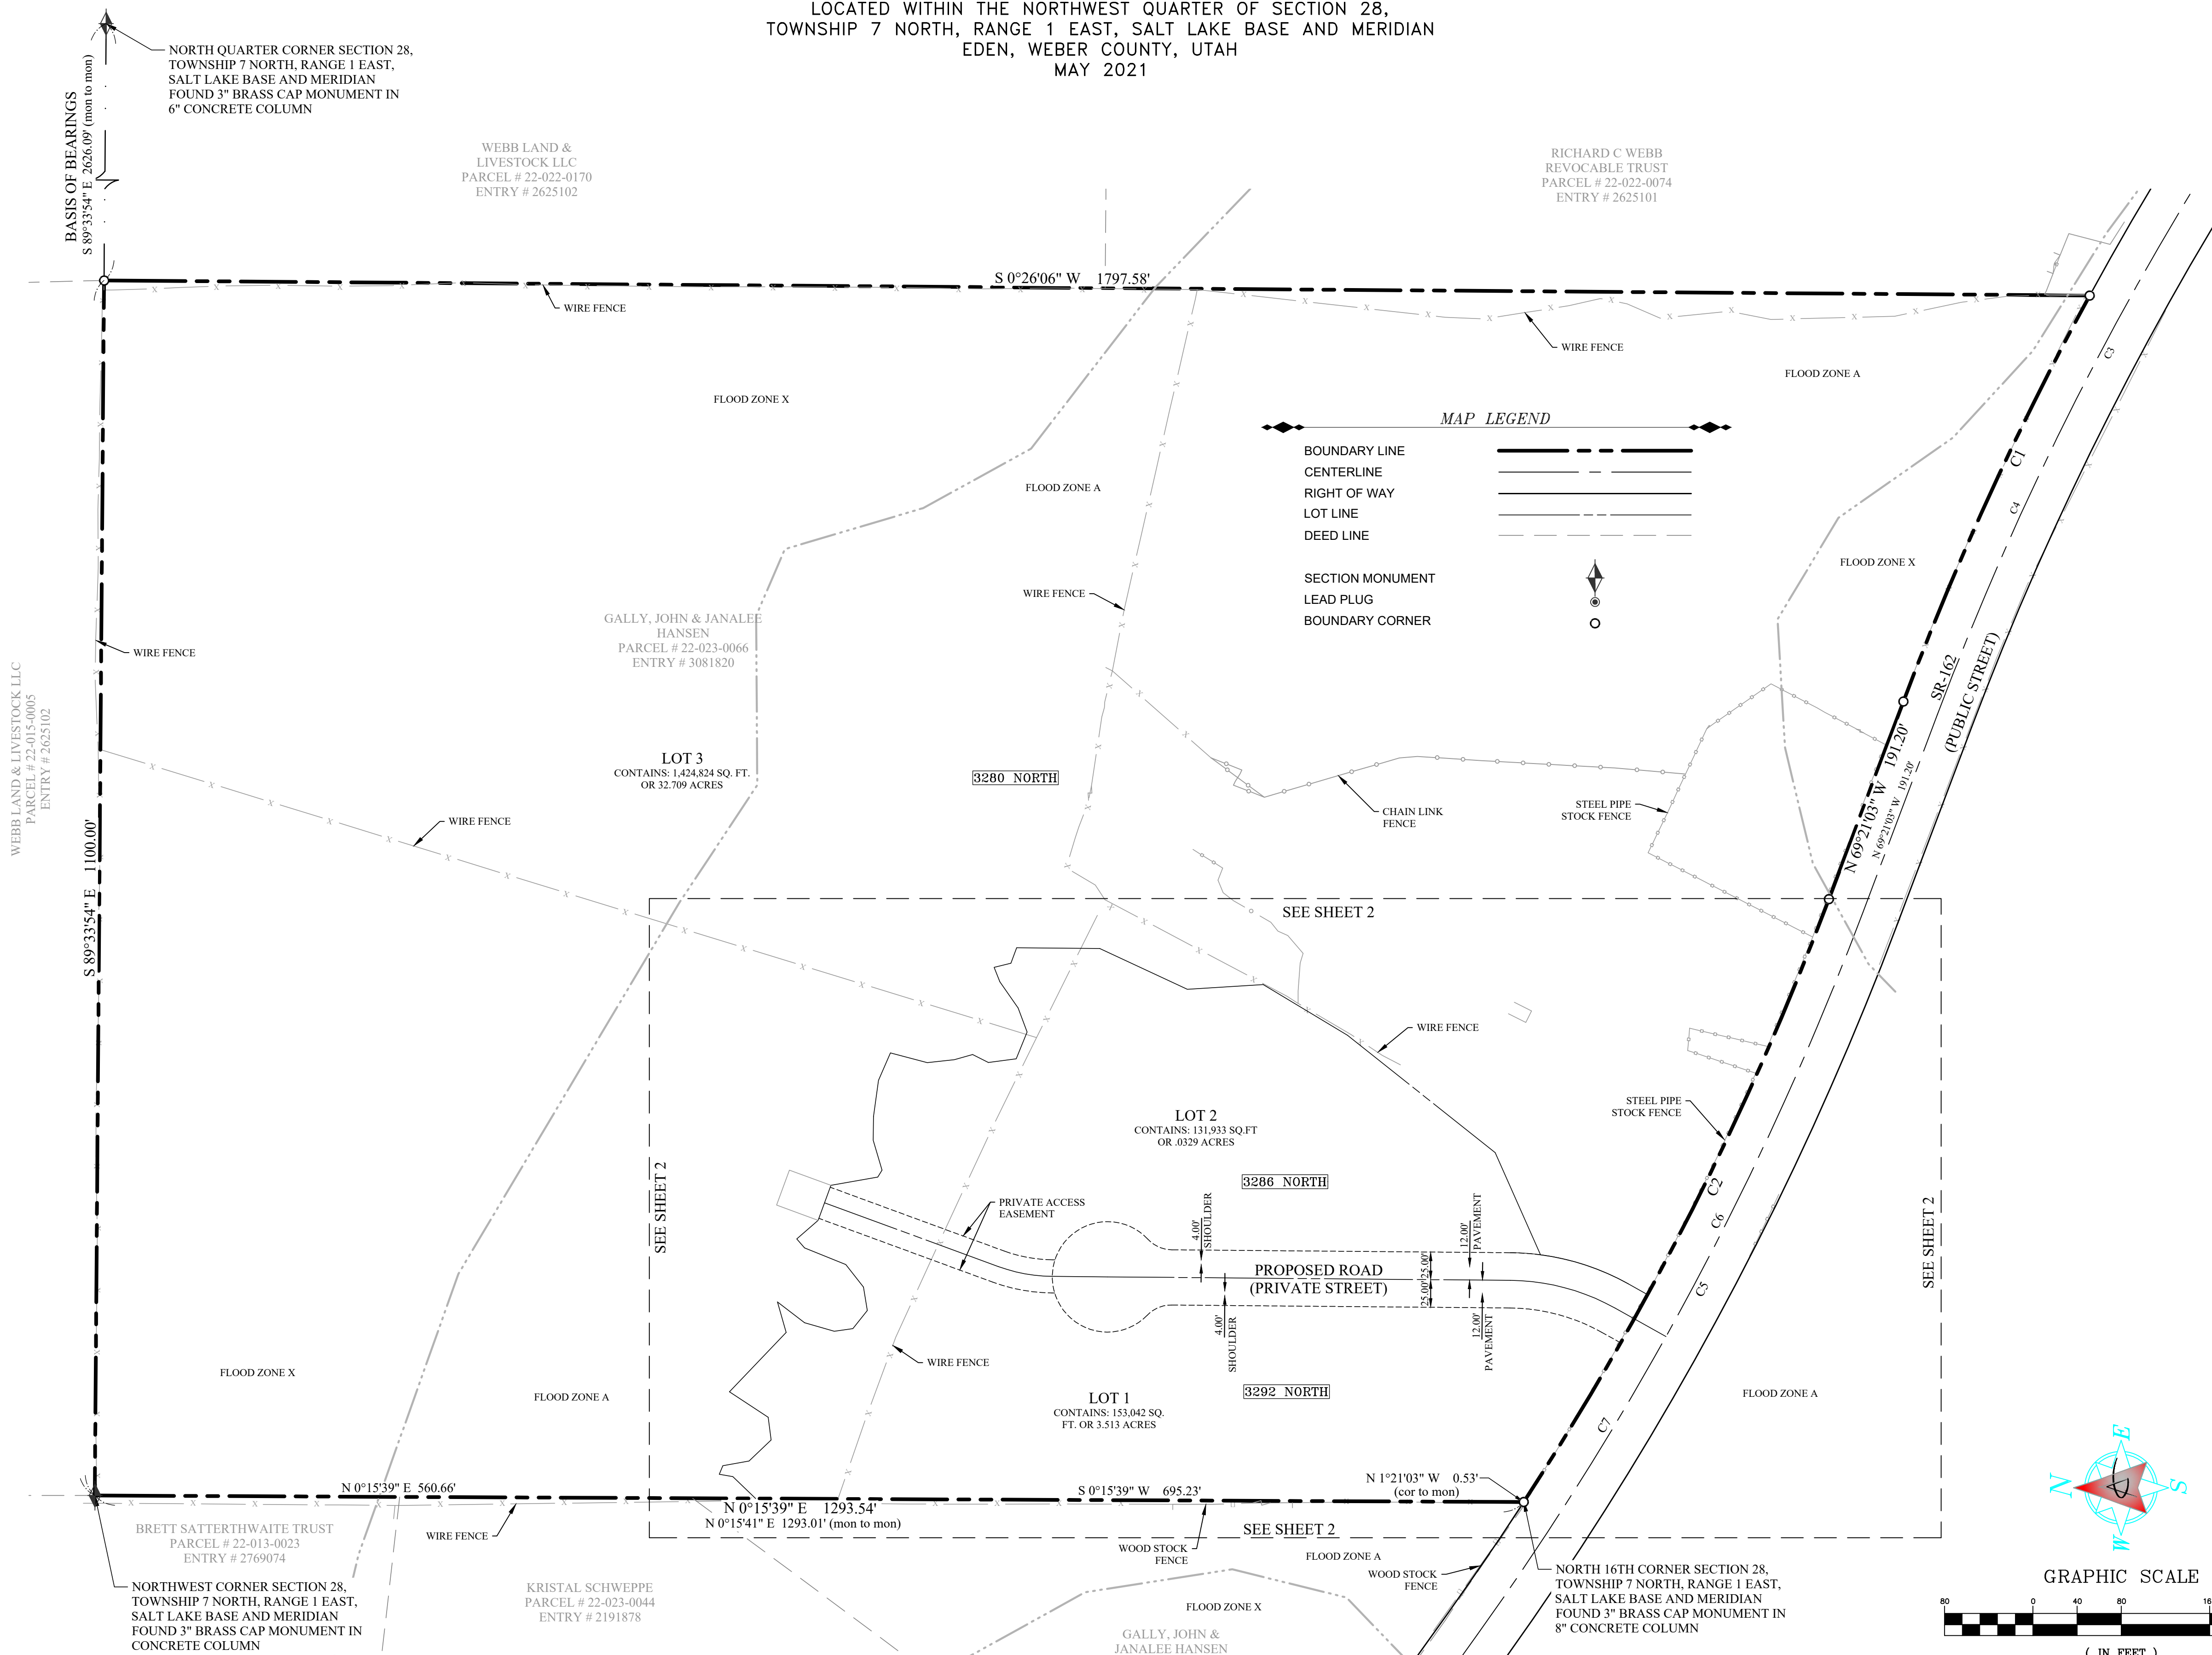 LOCATED WITHIN THE NORTHWEST QUARTER OF SECTION 28,
TOWNSHIP 7 NORTH, RANGE 1 EAST, SALT LAKE BASE AND MERIDIAN
EDEN, WEBER COUNTY, UTAH
MAY 2021
NORTH QUARTER CORNER SECTION 28,
TOWNSHIP 7 NORTH, RANGE 1 EAST,
SALT LAKE BASE AND MERIDIAN
FOUND 3" BRASS CAP MONUMENT IN
6" CONCRETE COLUMN
BASIS OF BEARINGS
S 89°33'54" E 2626.09' (mon to mon)
WEBB LAND &
LIVESTOCK LLC
PARCEL # 22-022-0170
ENTRY # 2625102
RICHARD C WEBB
REVOCABLE TRUST
PARCEL # 22-022-0074
ENTRY # 2625101
S 0°26'06" W 1797.58'
WIRE FENCE
WIRE FENCE
FLOOD ZONE A
C3
FLOOD ZONE X
MAP LEGEND
BOUNDARY LINE
CENTERLINE
RIGHT OF WAY
LOT LINE
DEED LINE
SECTION MONUMENT
LEAD PLUG
BOUNDARY CORNER
C1
C4
FLOOD ZONE A
FLOOD ZONE X
WIRE FENCE
GALLY, JOHN & JANALEE
HANSEN
PARCEL # 22-023-0066
ENTRY # 3081820
WIRE FENCE
WEBB LAND & LIVESTOCK LLC
PARCEL # 22-015-0005
ENTRY # 2625102
S 89°33'54" E 1100.00'
SR-162
(PUBLIC STREET)
N 69°21'03" W 191.20'
N 69°21'03" W 191.20'
LOT 3
CONTAINS: 1,424,824 SQ. FT.
OR 32.709 ACRES
3280 NORTH
CHAIN LINK
FENCE
STEEL PIPE
STOCK FENCE
WIRE FENCE
SEE SHEET 2
WIRE FENCE
STEEL PIPE
STOCK FENCE
LOT 2
CONTAINS: 131,933 SQ.FT
OR .0329 ACRES
3286 NORTH
SEE SHEET 2
PRIVATE ACCESS
EASEMENT
4.00'
SHOULDER
12.00'
PAVEMENT
C2
C6
SEE SHEET 2
PROPOSED ROAD
(PRIVATE STREET)
25.00'
25.00'
C5
4.00'
SHOULDER
12.00'
PAVEMENT
WIRE FENCE
FLOOD ZONE X
FLOOD ZONE A
LOT 1
CONTAINS: 153,042 SQ.
FT. OR 3.513 ACRES
3292 NORTH
C7
FLOOD ZONE A
N 0°15'39" E 560.66'
N 0°15'39" E 1293.54'
N 0°15'41" E 1293.01' (mon to mon)
S 0°15'39" W 695.23'
N 1°21'03" W 0.53'
(cor to mon)
SEE SHEET 2
BRETT SATTERTHWAITE TRUST
PARCEL # 22-013-0023
ENTRY # 2769074
WIRE FENCE
WOOD STOCK
FENCE
FLOOD ZONE A
WOOD STOCK
FENCE
NORTHWEST CORNER SECTION 28,
TOWNSHIP 7 NORTH, RANGE 1 EAST,
SALT LAKE BASE AND MERIDIAN
FOUND 3" BRASS CAP MONUMENT IN
CONCRETE COLUMN
KRISTAL SCHWEPPE
PARCEL # 22-023-0044
ENTRY # 2191878
FLOOD ZONE X
GALLY, JOHN &
JANALEE HANSEN
NORTH 16TH CORNER SECTION 28,
TOWNSHIP 7 NORTH, RANGE 1 EAST,
SALT LAKE BASE AND MERIDIAN
FOUND 3" BRASS CAP MONUMENT IN
8" CONCRETE COLUMN
N
E
S
W
GRAPHIC SCALE
80 0 40 80 16
( IN FEET )